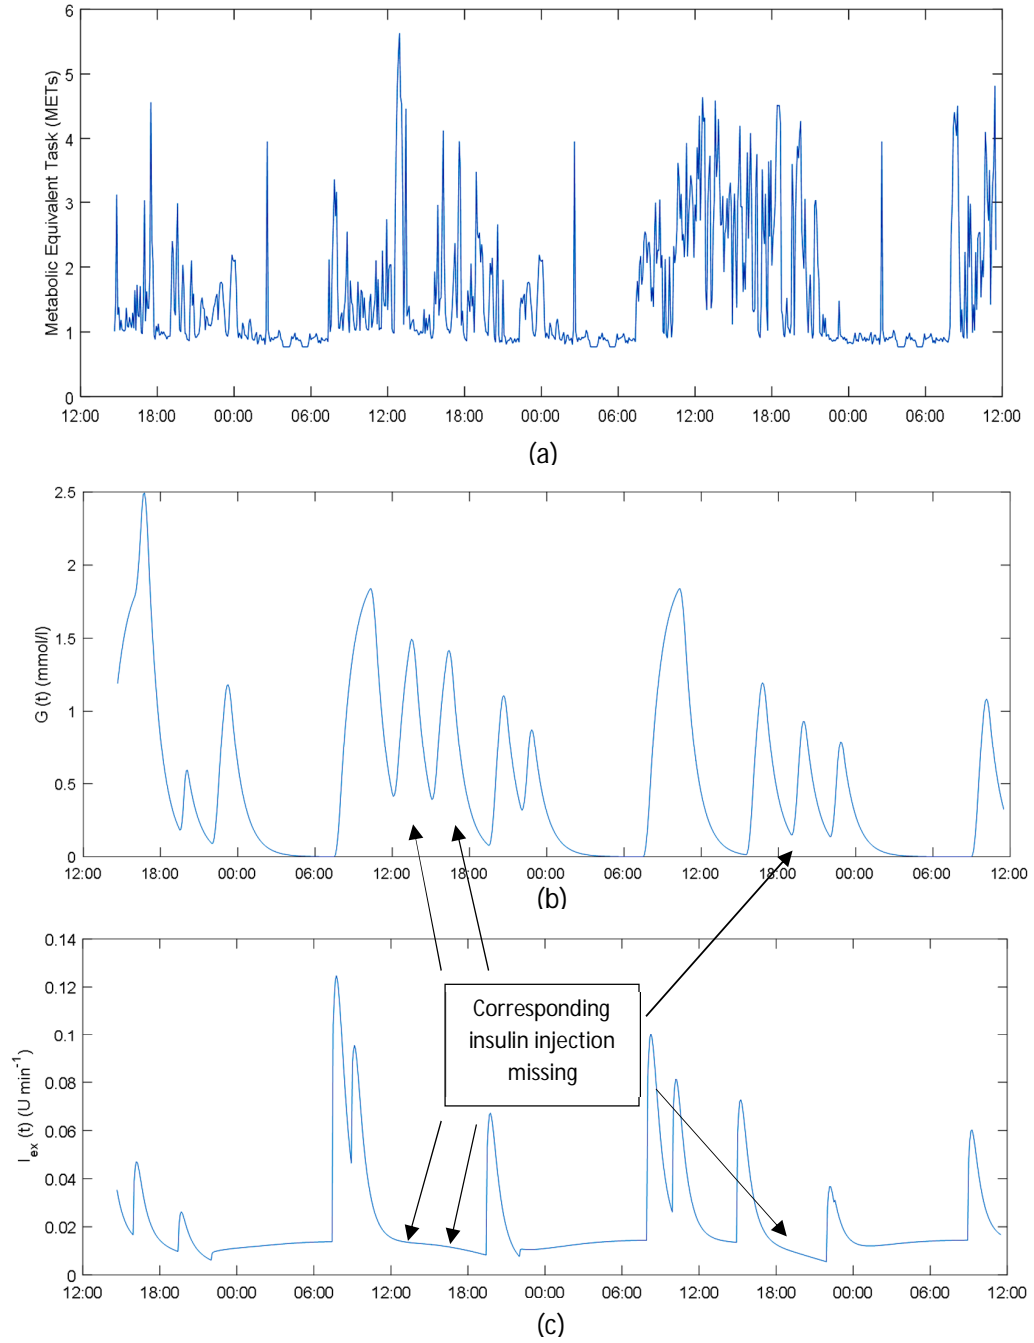 6
5
4
3
2
1
0
Metabolic Equivalent Task (METs)
12:00 18:00 00:00 06:00 12:00 18:00 00:00 06:00 12:00 18:00 00:00 06:00 12:00
(a)
2.5
2
1.5
1
0.5
0
G (t) (mmol/l)
12:00 18:00 00:00 06:00 12:00 18:00 00:00 06:00 12:00 18:00 00:00 06:00 12:00
(b)
0.14
0.12
0.1
0.08
0.06
0.04
0.02
0
I_ex (t) (U min^-1)
Corresponding
insulin injection
missing
12:00 18:00 00:00 06:00 12:00 18:00 00:00 06:00 12:00 18:00 00:00 06:00 12:00
(c)